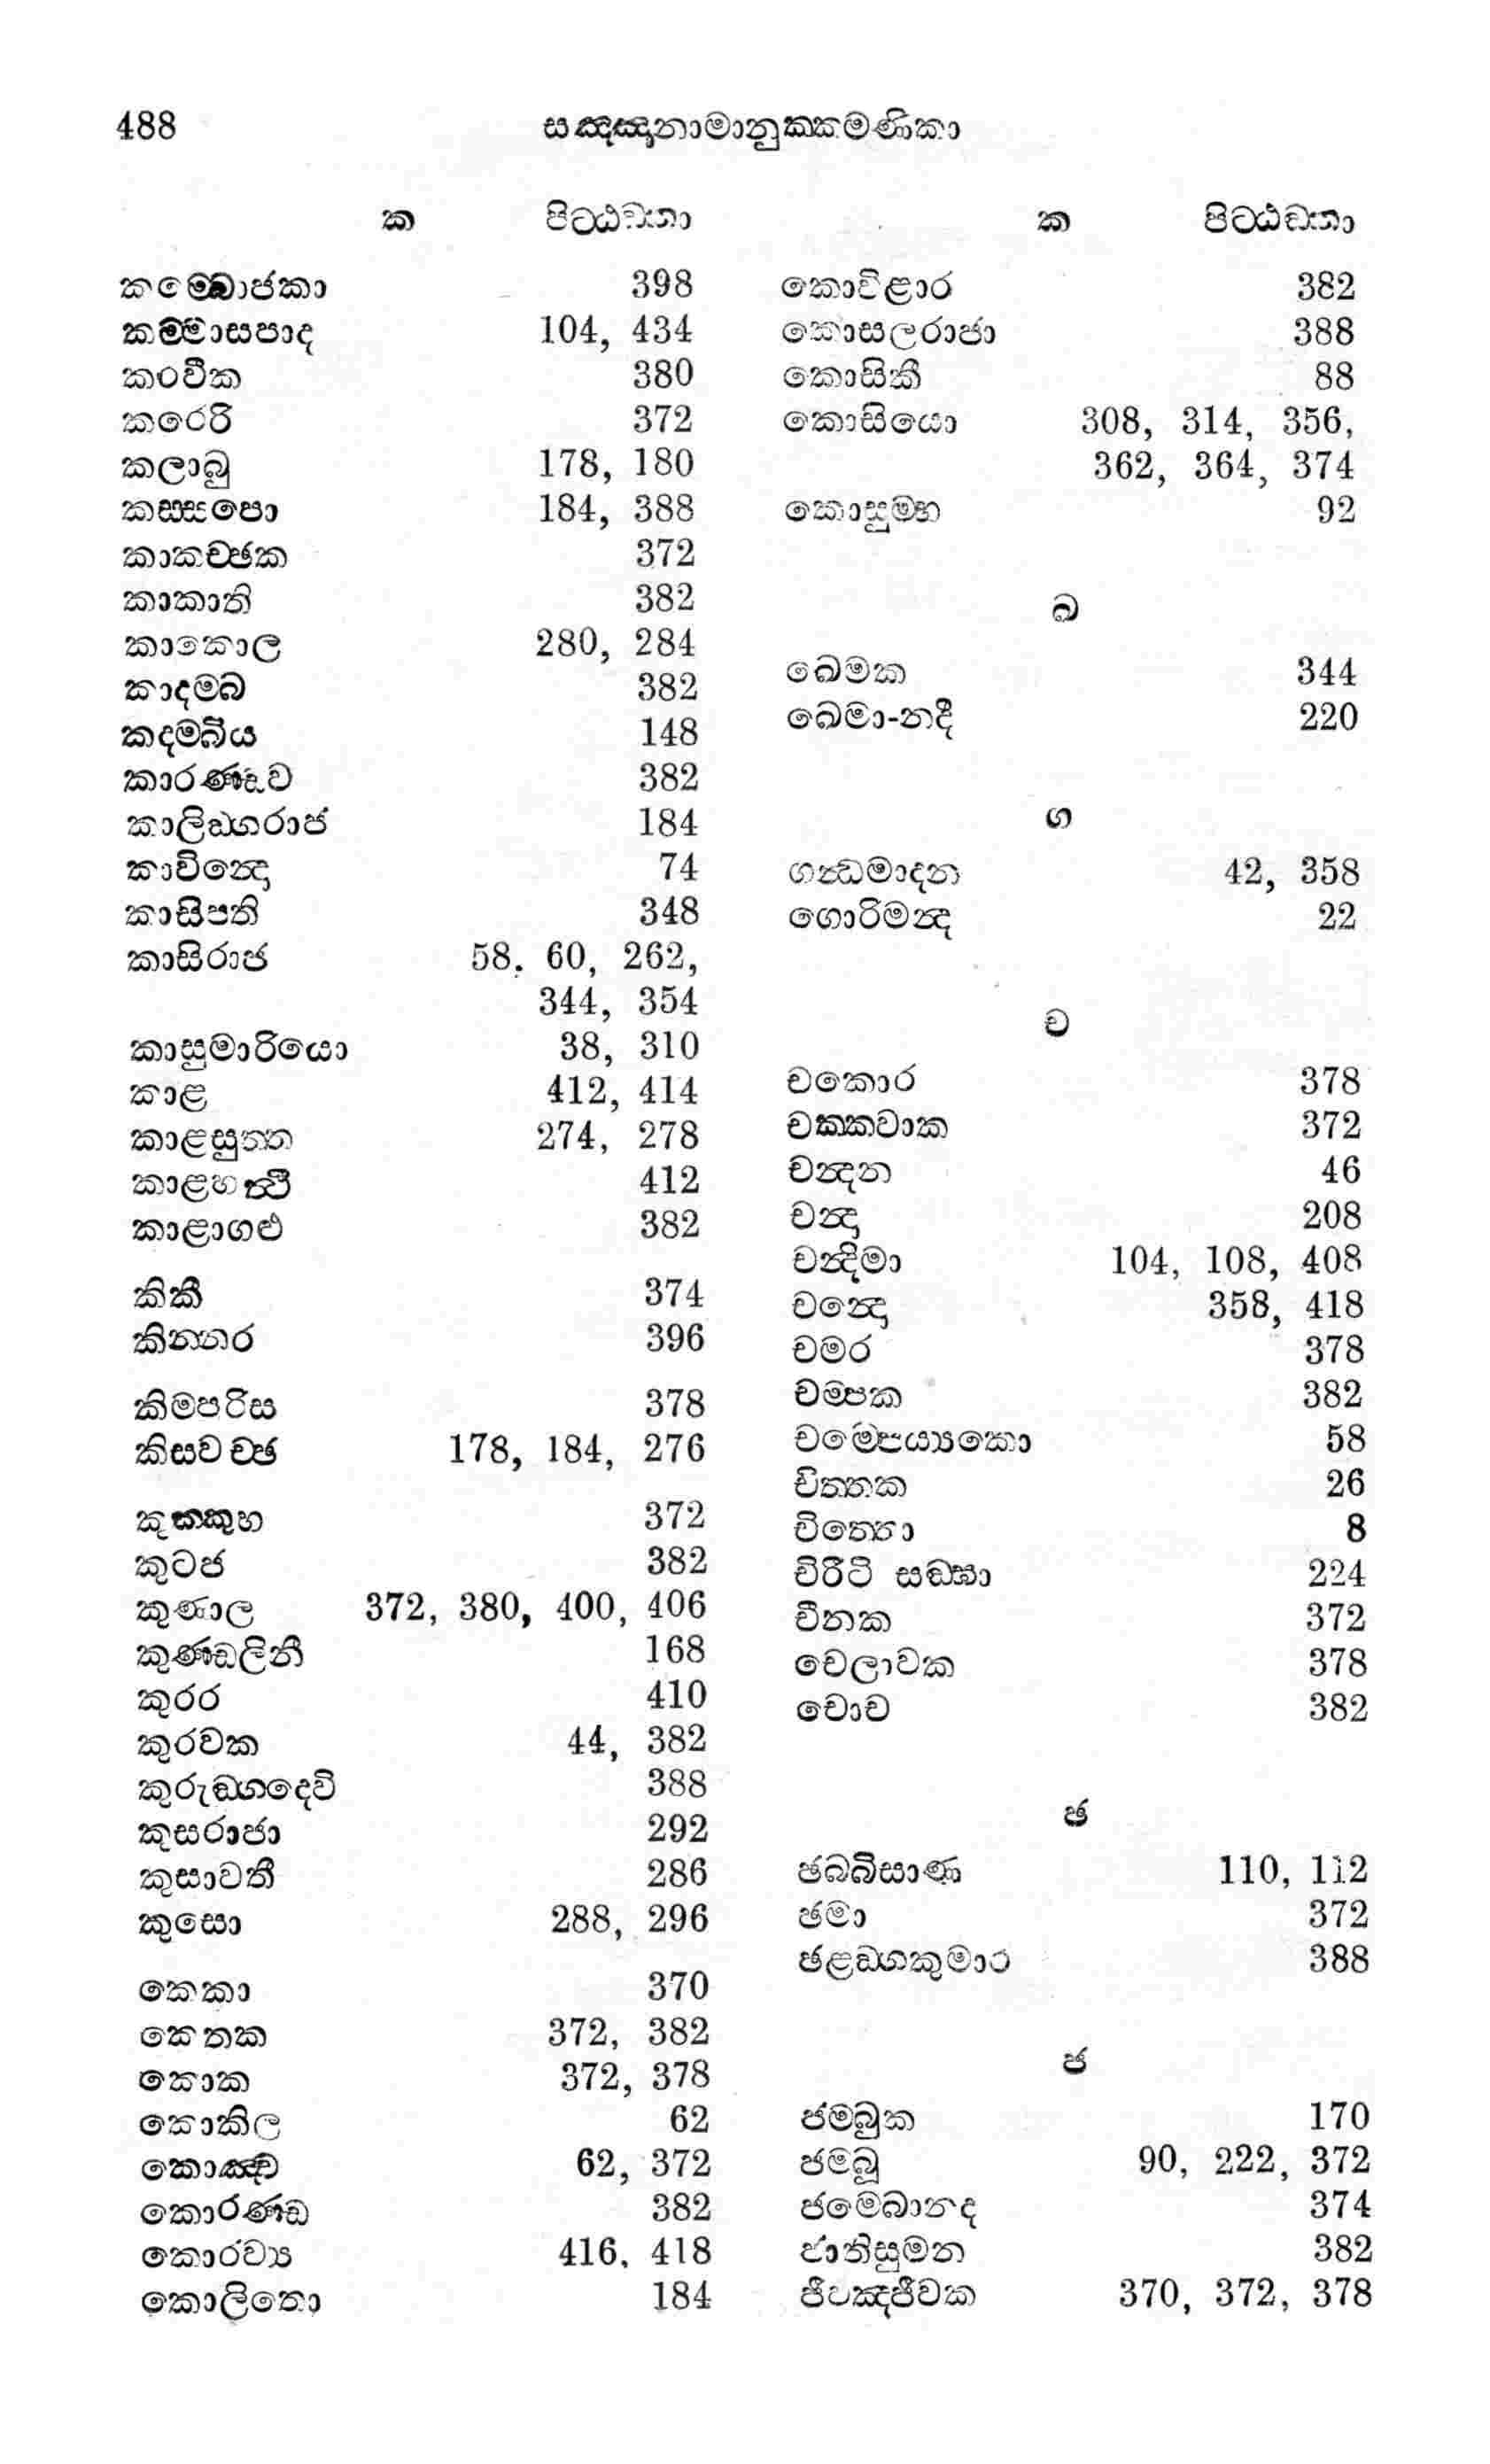 488 සඤ්ඤානාමානුක්කමණිකා
ක පිට්ඨඞ්කා
කම්බොජකා 398
කම්මාසපාද 104, 434
කරවීක 380
කරෙරි 372
කලාබු 178, 180
කස්සපො 184, 388
කාකච්ඡක 372
කාකාති 382
කාකොල 280, 284
කාදම්බ 382
කදම්බිය 148
කාරණ්ඩව 382
කාලිඞ්ගරාජ 184
කාවින්දො 74
කාසිපති 348
කාසිරාජ 58. 60, 262,
344, 354
කාසුමාරියො 38, 310
කාළ 412, 414
කාළසුත්ත 274, 278
කාළහත්ථි 412
කාළාගළු 382
කිකී 374
කින්නර 396
කිම්පරිස 378
කිසවච්ඡ 178, 184, 276
කුක්කුභ 372
කුටජ 382
කුණාල 372, 380, 400, 406
කුණ්ඩලිනී 168
කුරර 410
කුරවක 44, 382
කුරුඞ්ගදෙවි 388
කුසරාජා 292
කුසාවතී 286
කුසො 288, 296
කෙකා 370
කෙතක 372, 382
කොක 372, 378
කොකිල 62
කොඤ්ච 62, 372
කොරණ්ඩ 382
කොරව්‍ය 416, 418
කොලිතො 184
ක පිට්ඨඞ්කා
කොවිළාර 382
කොසලරාජා 388
කොසිකී 88
කොසියො 308, 314, 356,
362, 364, 374
කොසුම්භ 92
ඛ
ඛෙමක 344
ඛෙමා-නදී 220
ග
ගන්ධමාදන 42, 358
ගොරිමන්ද 22
ච
චකොර 378
චක්කවාක 372
චන්දන 46
චන්දා 208
චන්දිමා 104, 108, 408
චන්දො 358, 418
චමර 378
චම්පක 382
චම්පෙය්‍යකො 58
චිත්තක 26
චිත්‍රො 8
චිරීටි සඞ්ඝා 224
චීනක 372
චෙලාවක 378
චොච 382
ඡ
ඡබ්බිසාණ 110, 112
ඡමා 372
ඡළඞ්ගකුමාර 388
ජ
ජම්බුක 170
ජම්බූ 90, 222, 372
ජම්බොනද 374
ජාතිසුමන 382
ජීවඤ්ජීවක 370, 372, 378